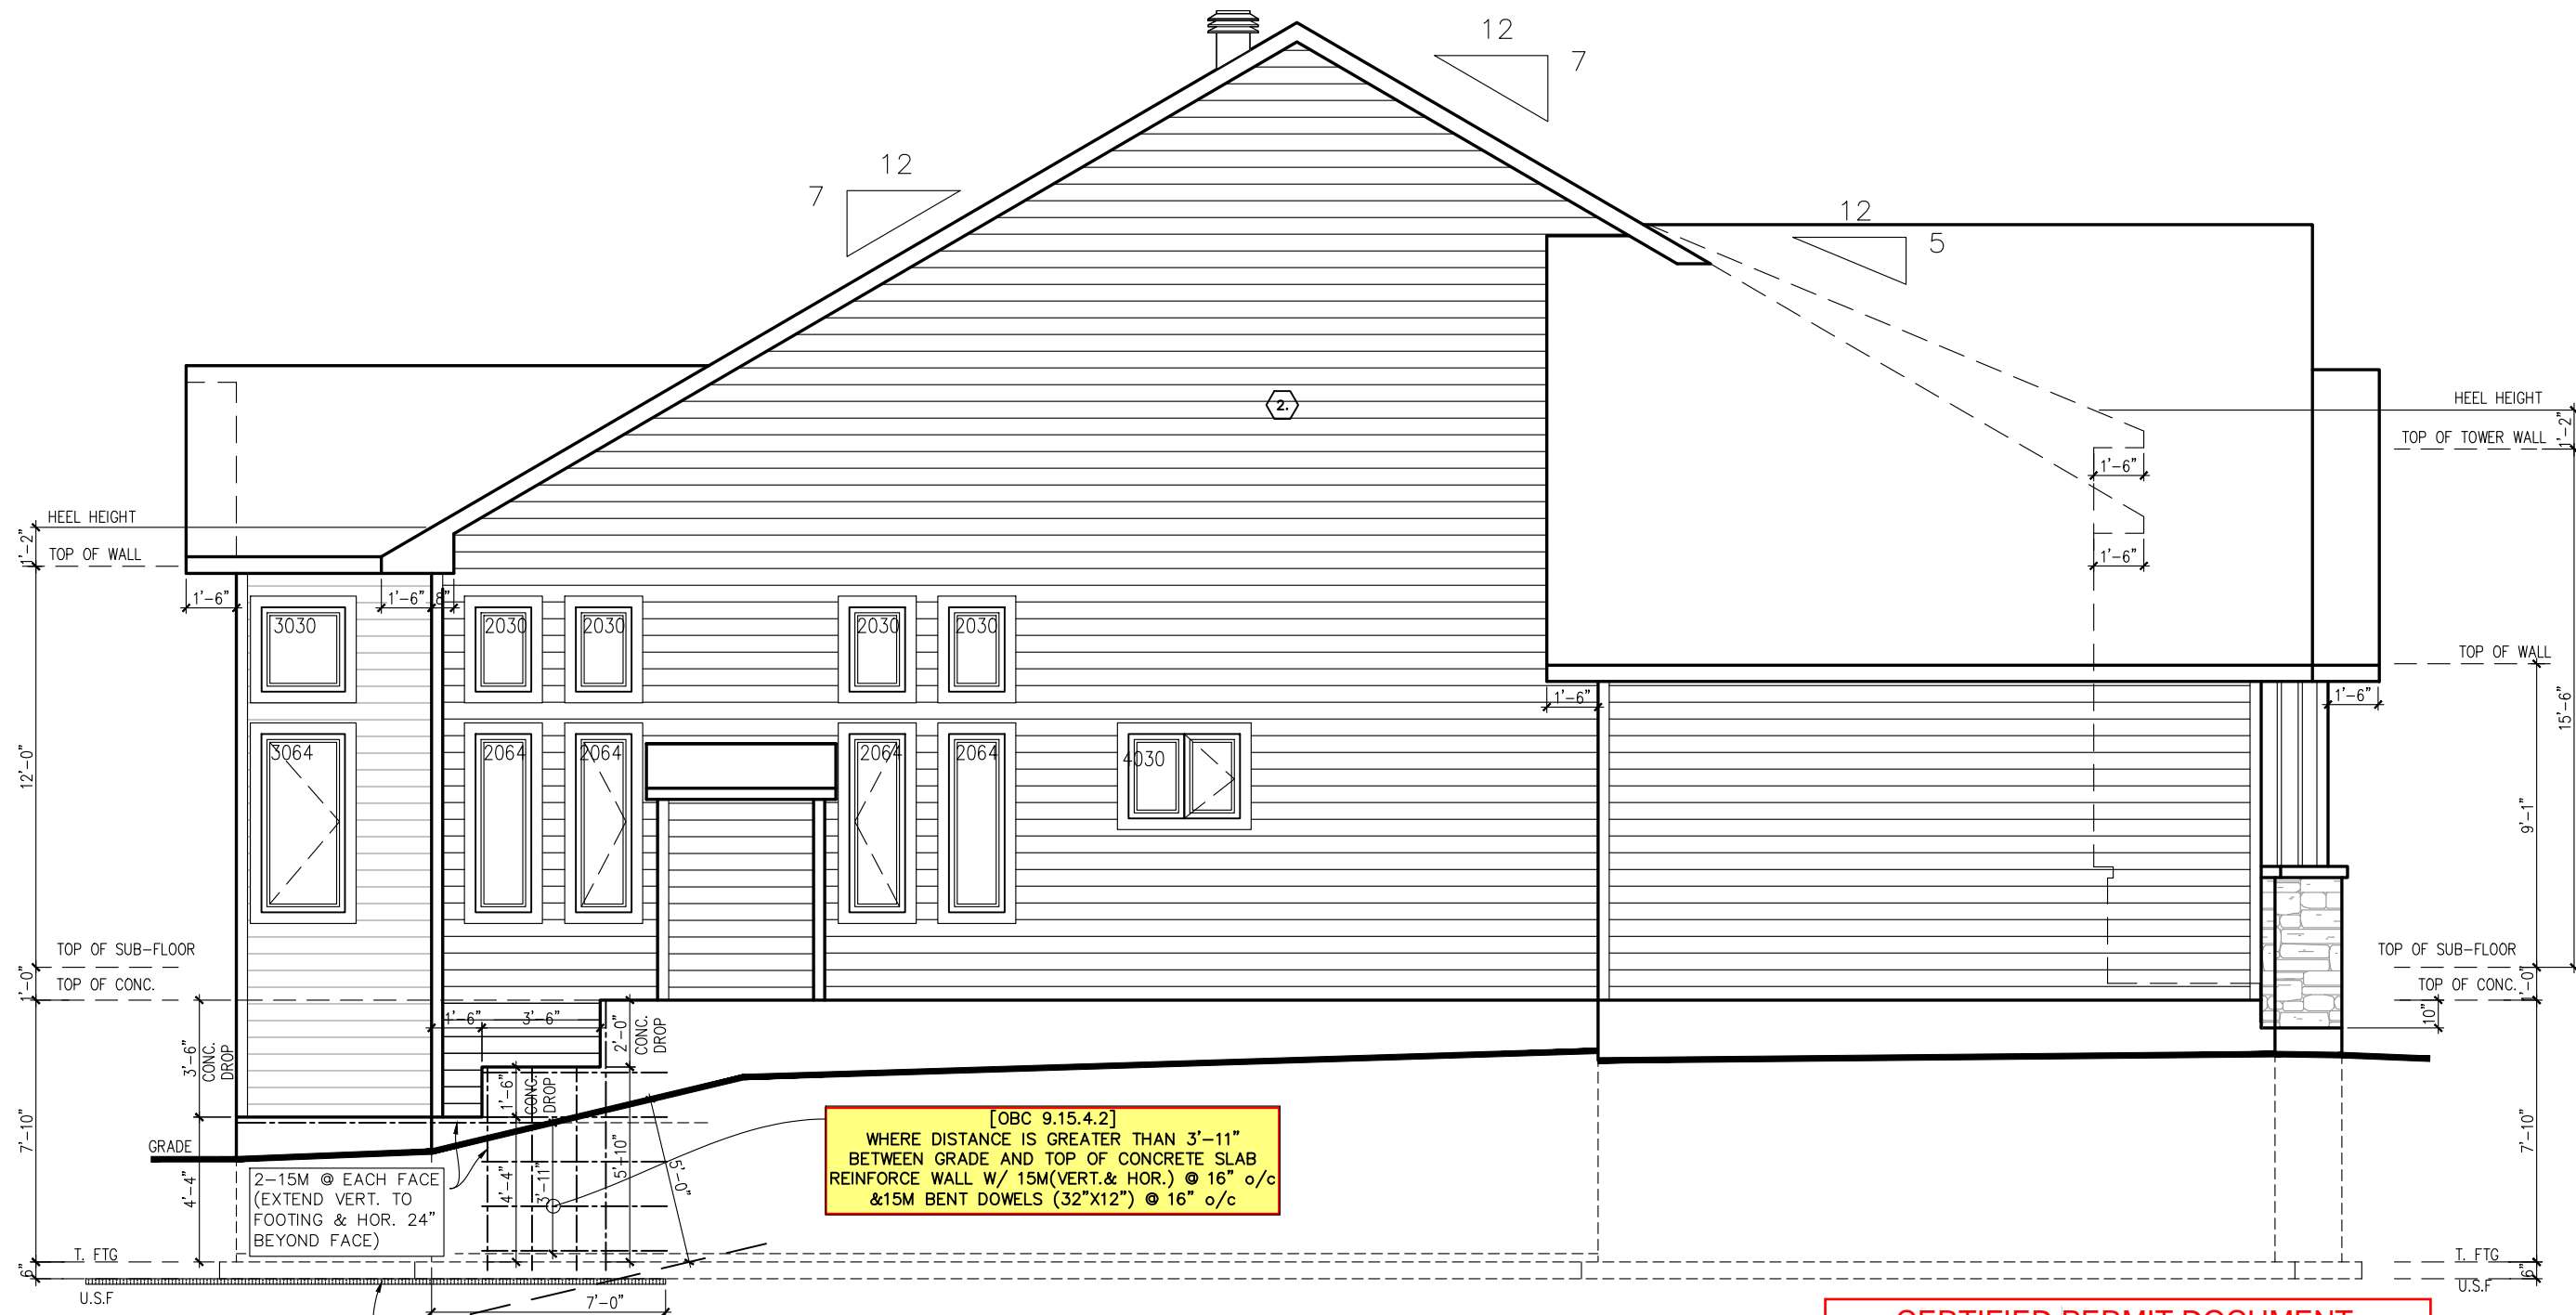 12
7
12
7
12
5
2.
HEEL HEIGHT
1'-2"
TOP OF TOWER WALL
1'-6"
HEEL HEIGHT
1'-2"
TOP OF WALL
1'-6"
1'-6"
1'-6"
8"
3030
2030
2030
2030
2030
TOP OF WALL
1'-6"
1'-6"
15'-6"
3064
2064
2064
2064
2064
4030
12'-0"
9'-1"
TOP OF SUB-FLOOR
1'-0"
TOP OF CONC.
TOP OF SUB-FLOOR
1'-0"
TOP OF CONC.
10"
1'-6"
3'-6"
2'-0"
CONC.
DROP
3'-6"
CONC.
DROP
1'-6"
CONC.
DROP
7'-10"
GRADE
4'-4"
4'-4"
3'-11"
5'-10"
5'-0"
7'-10"
[OBC 9.15.4.2]
WHERE DISTANCE IS GREATER THAN 3'-11"
BETWEEN GRADE AND TOP OF CONCRETE SLAB
REINFORCE WALL W/ 15M(VERT.& HOR.) @ 16" o/c
&15M BENT DOWELS (32"X12") @ 16" o/c
2-15M @ EACH FACE
(EXTEND VERT. TO
FOOTING & HOR. 24"
BEYOND FACE)
T. FTG
6"
U.S.F
T. FTG
6"
U.S.F
7'-0"
CERTIFIED PERMIT DOCUMENT